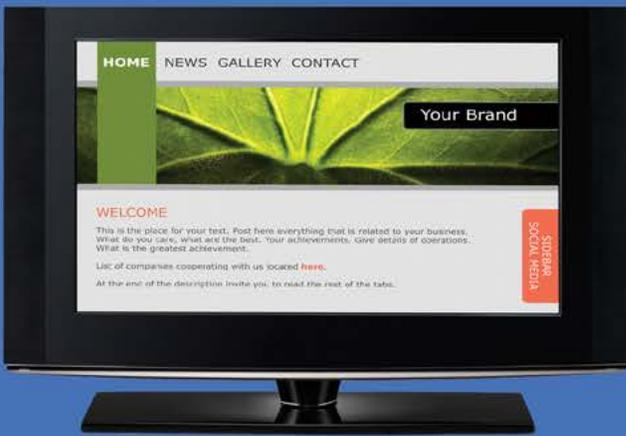 HOME NEWS GALLERY CONTACT
Your Brand
WELCOME
This is the place for your text. Post here everything that is related to your business.
What do you care, what are the best. Your achievements. Give details of operations.
What is the greatest achievement.
List of companies cooperating with us located here.
At the end of the description invite you to read the rest of the tabs.
SIDEBAR
SOCIAL MEDIA